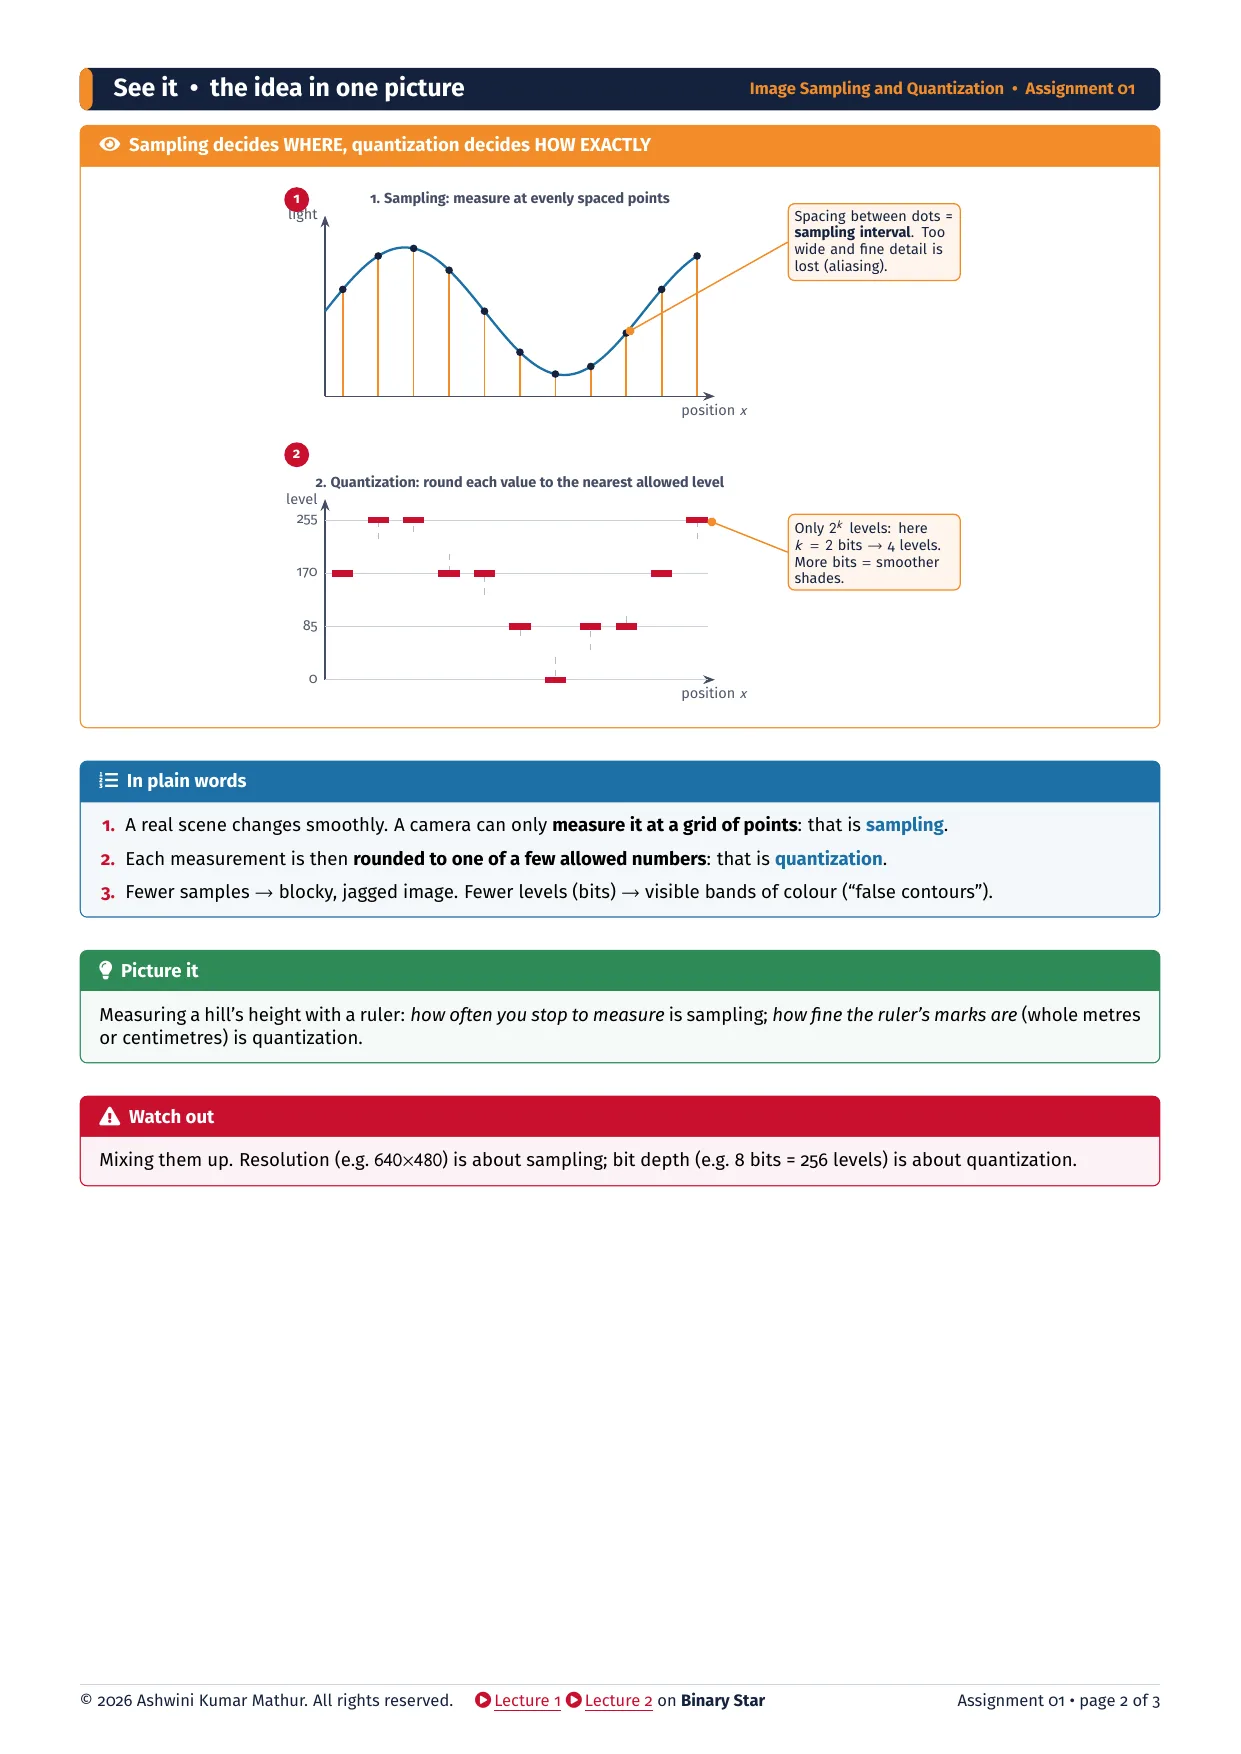 See it • the idea in one picture
Image Sampling and Quantization • Assignment 01
Sampling decides WHERE, quantization decides HOW EXACTLY
1
1. Sampling: measure at evenly spaced points
light
Spacing between dots =
sampling interval. Too
wide and fine detail is
lost (aliasing).
position x
2
2. Quantization: round each value to the nearest allowed level
level
255
170
85
0
Only 2^k levels: here
k = 2 bits → 4 levels.
More bits = smoother
shades.
position x
In plain words
1. A real scene changes smoothly. A camera can only measure it at a grid of points: that is sampling.
2. Each measurement is then rounded to one of a few allowed numbers: that is quantization.
3. Fewer samples → blocky, jagged image. Fewer levels (bits) → visible bands of colour (“false contours”).
Picture it
Measuring a hill’s height with a ruler: how often you stop to measure is sampling; how fine the ruler’s marks are (whole metres
or centimetres) is quantization.
Watch out
Mixing them up. Resolution (e.g. 640×480) is about sampling; bit depth (e.g. 8 bits = 256 levels) is about quantization.
© 2026 Ashwini Kumar Mathur. All rights reserved. Lecture 1 Lecture 2 on Binary Star
Assignment 01 • page 2 of 3